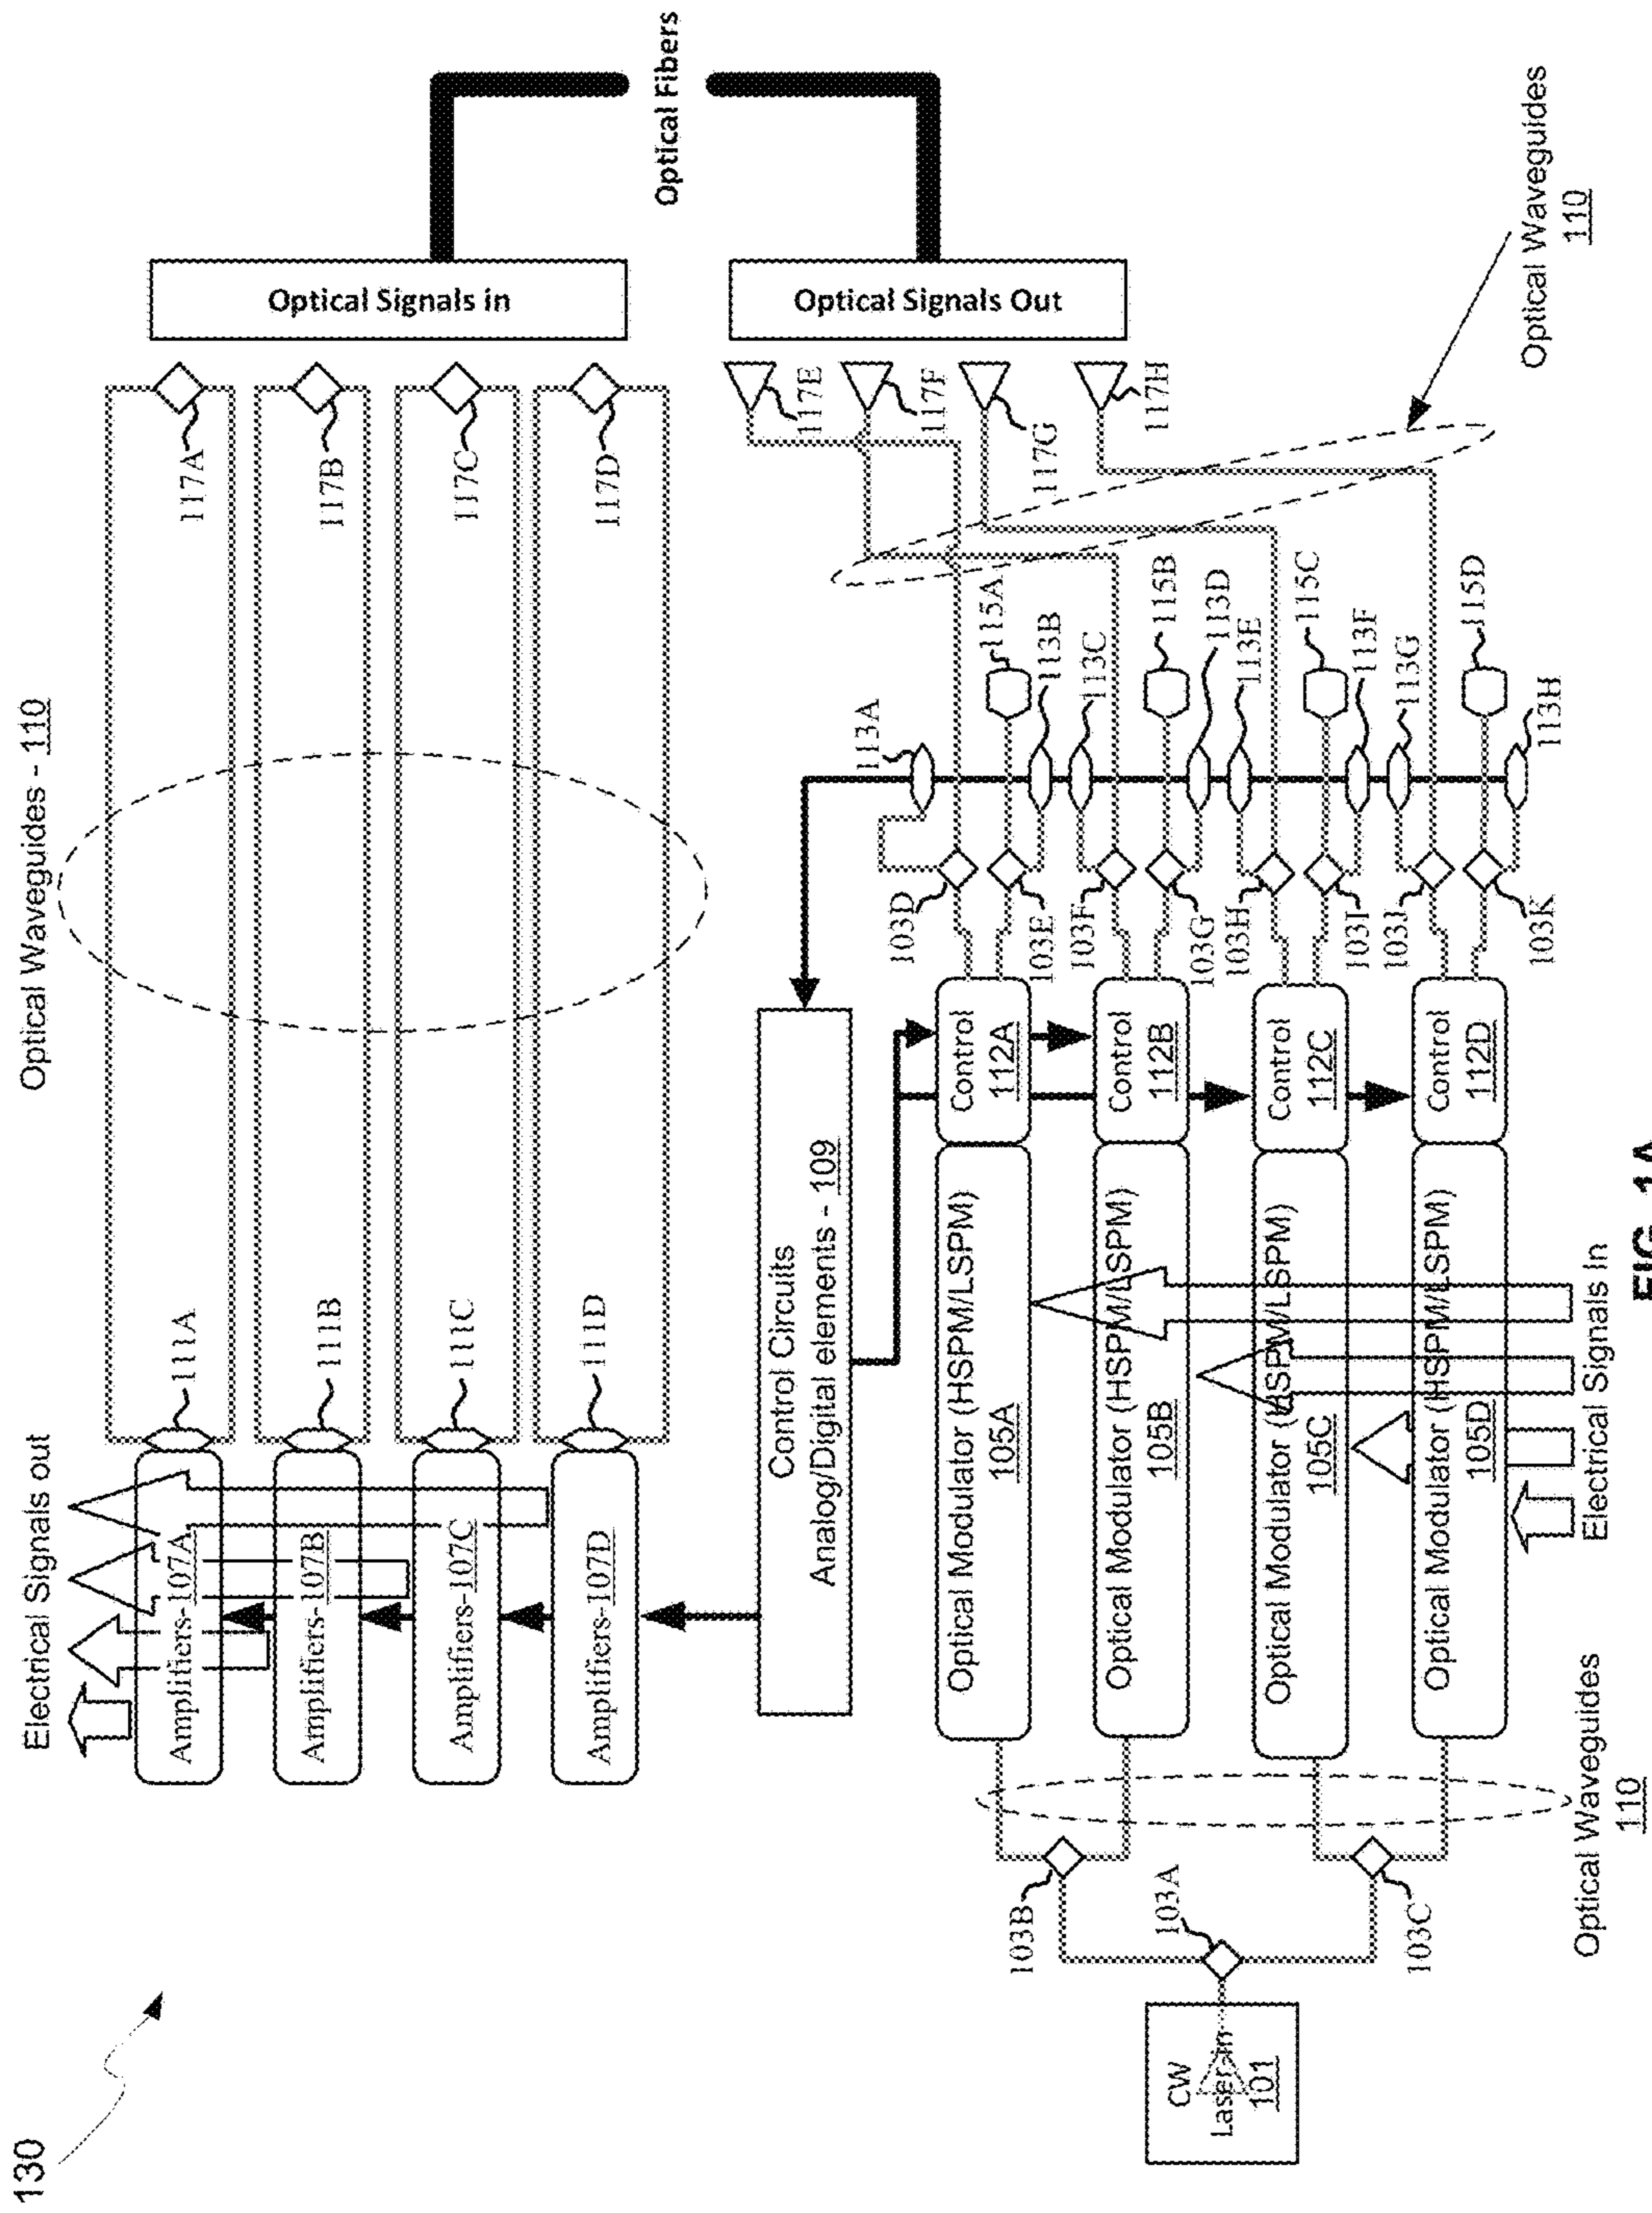 130
Optical Waveguides - 110
Electrical Signals out
Amplifiers-107A
Amplifiers-107B
Amplifiers-107C
Amplifiers-107D
111A
111B
111C
111D
117A
117B
117C
117D
Optical Signals in
Optical Fibers
Optical Signals Out
117E
117F
117G
117H
Optical Waveguides
110
Control Circuits
Analog/Digital elements - 109
CW
Laser in
101
103A
103B
103C
Optical Waveguides
110
Optical Modulator (HSPM/LSPM)
105A
Optical Modulator (HSPM/LSPM)
105B
Optical Modulator (HSPM/LSPM)
105C
Optical Modulator (HSPM/LSPM)
105D
Electrical Signals In
Control
112A
Control
112B
Control
112C
Control
112D
103D
103E
103F
103G
103H
103I
103J
103K
113A
115A
113B
113C
115B
113D
113E
115C
113F
113G
115D
113H
FIG. 1A